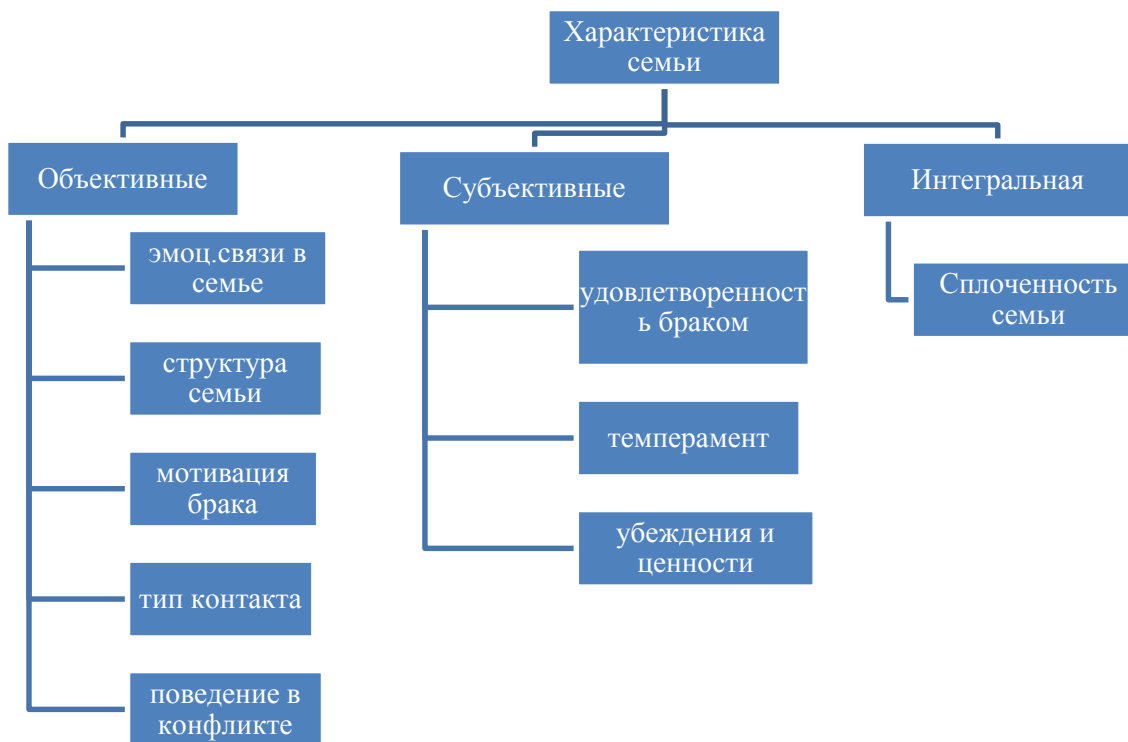 Характеристика
семьи
Объективные
эмоц.связи в
семье
структура
семьи
мотивация
брака
тип контакта
поведение в
конфликте
Субъективные
удовлетворенност
ь браком
темперамент
убеждения и
ценности
Интегральная
Сплоченность
семьи